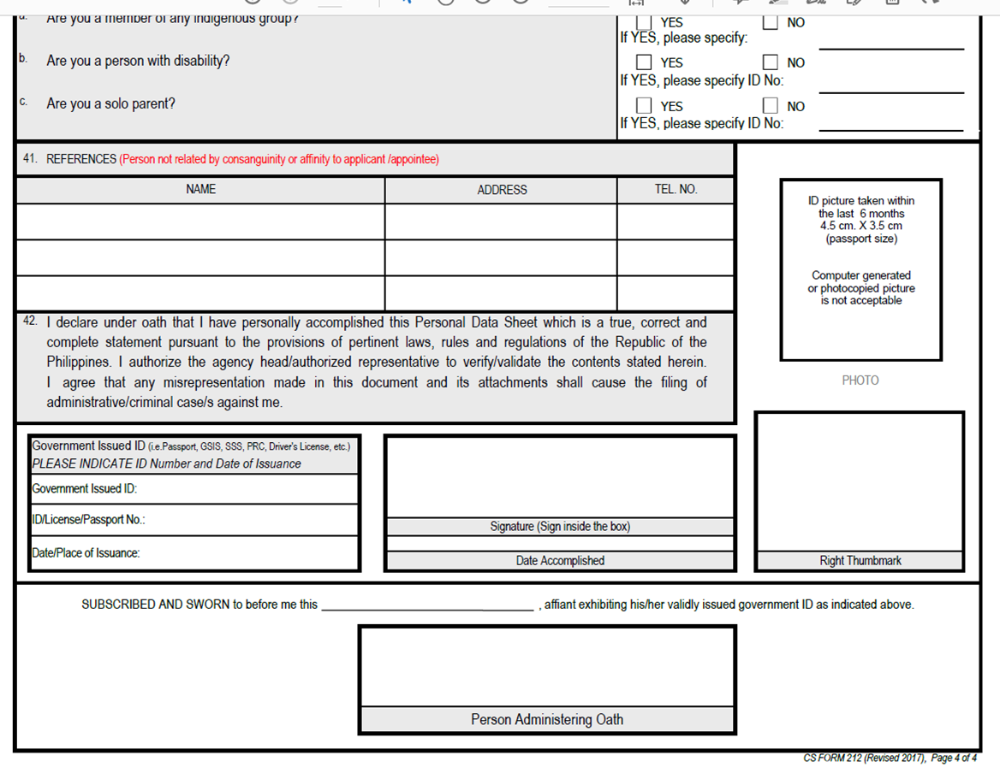 a. Are you a member of any indigenous group?
YES NO
If YES, please specify:
b. Are you a person with disability?
YES NO
If YES, please specify ID No:
c. Are you a solo parent?
YES NO
If YES, please specify ID No:
41. REFERENCES (Person not related by consanguinity or affinity to applicant /appointee)
NAME ADDRESS TEL. NO.
ID picture taken within
the last 6 months
4.5 cm. X 3.5 cm
(passport size)
Computer generated
or photocopied picture
is not acceptable
PHOTO
42. I declare under oath that I have personally accomplished this Personal Data Sheet which is a true, correct and
complete statement pursuant to the provisions of pertinent laws, rules and regulations of the Republic of the
Philippines. I authorize the agency head/authorized representative to verify/validate the contents stated herein.
I agree that any misrepresentation made in this document and its attachments shall cause the filing of
administrative/criminal case/s against me.
Government Issued ID (i.e.Passport, GSIS, SSS, PRC, Driver's License, etc.)
PLEASE INDICATE ID Number and Date of Issuance
Government Issued ID:
ID/License/Passport No.:
Date/Place of Issuance:
Signature (Sign inside the box)
Date Accomplished
Right Thumbmark
SUBSCRIBED AND SWORN to before me this , affiant exhibiting his/her validly issued government ID as indicated above.
Person Administering Oath
CS FORM 212 (Revised 2017), Page 4 of 4